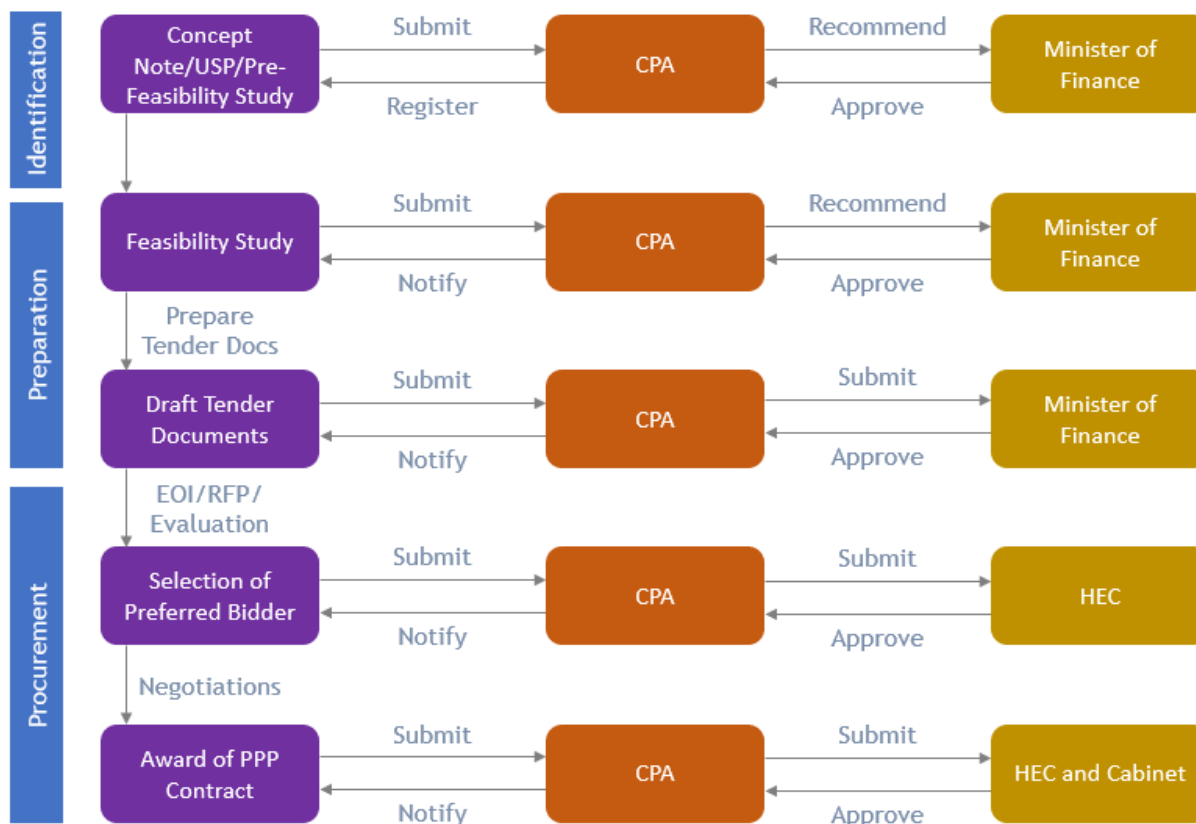 Identification
Submit
Recommend
Concept
Note/USP/Pre-
Feasibility Study
CPA
Minister of
Finance
Register
Approve
Preparation
Submit
Recommend
Feasibility Study
CPA
Minister of
Finance
Notify
Approve
Prepare
Tender Docs
Submit
Submit
Draft Tender
Documents
CPA
Minister of
Finance
Notify
Approve
Procurement
EOI/RFP/
Evaluation
Submit
Submit
Selection of
Preferred Bidder
CPA
HEC
Notify
Approve
Negotiations
Submit
Submit
Award of PPP
Contract
CPA
HEC and Cabinet
Notify
Approve